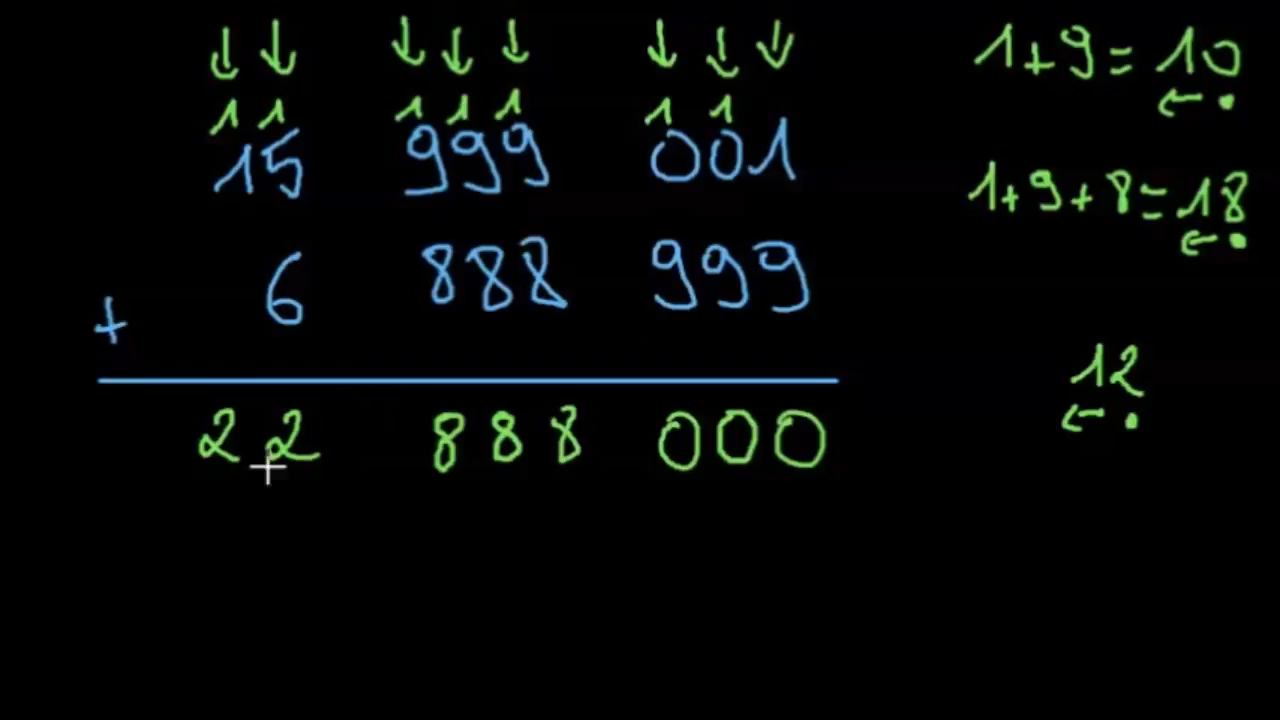 1 1 1 1 1 1 1
15 999 001
+ 6 888 999
22 888 000
1+9=10
1+9+8=18
12